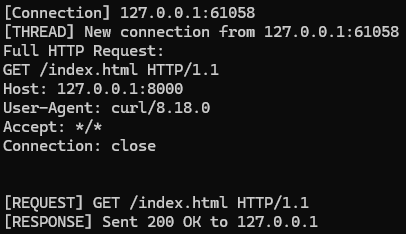 [Connection] 127.0.0.1:61058
[THREAD] New connection from 127.0.0.1:61058
Full HTTP Request:
GET /index.html HTTP/1.1
Host: 127.0.0.1:8000
User-Agent: curl/8.18.0
Accept: */*
Connection: close
[REQUEST] GET /index.html HTTP/1.1
[RESPONSE] Sent 200 OK to 127.0.0.1